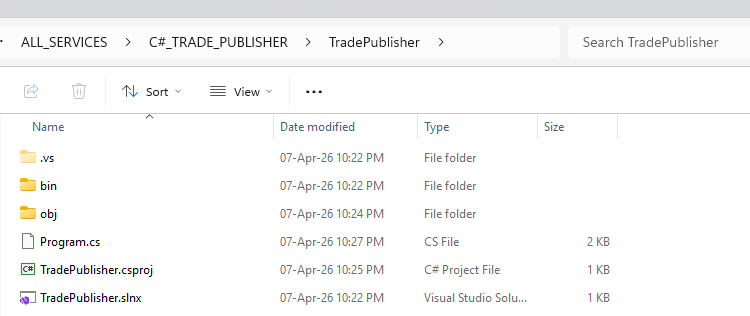 ALL_SERVICES > C#_TRADE_PUBLISHER > TradePublisher > Search TradePublisher
Sort View ...
Name Date modified Type Size
.vs 07-Apr-26 10:22 PM File folder
bin 07-Apr-26 10:22 PM File folder
obj 07-Apr-26 10:24 PM File folder
Program.cs 07-Apr-26 10:27 PM CS File 2 KB
C# TradePublisher.csproj 07-Apr-26 10:25 PM C# Project File 1 KB
TradePublisher.slnx 07-Apr-26 10:22 PM Visual Studio Solu... 1 KB